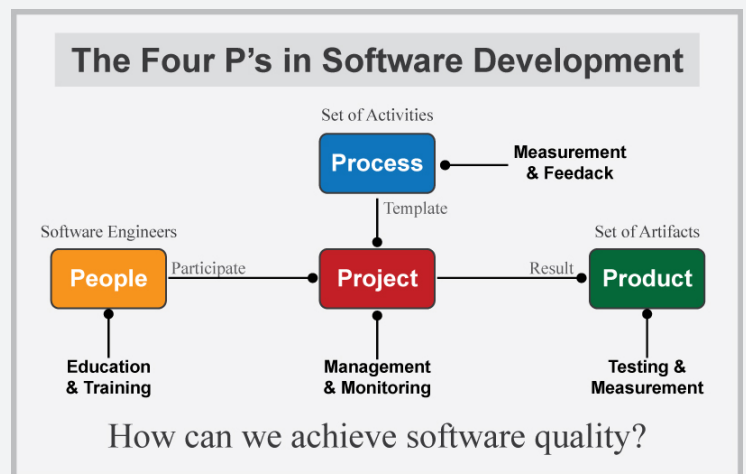 The Four P's in Software Development
Set of Activities
Process
Measurement
& Feedack
Template
Software Engineers
People
Participate
Project
Result
Set of Artifacts
Product
Education
& Training
Management
& Monitoring
Testing &
Measurement
How can we achieve software quality?